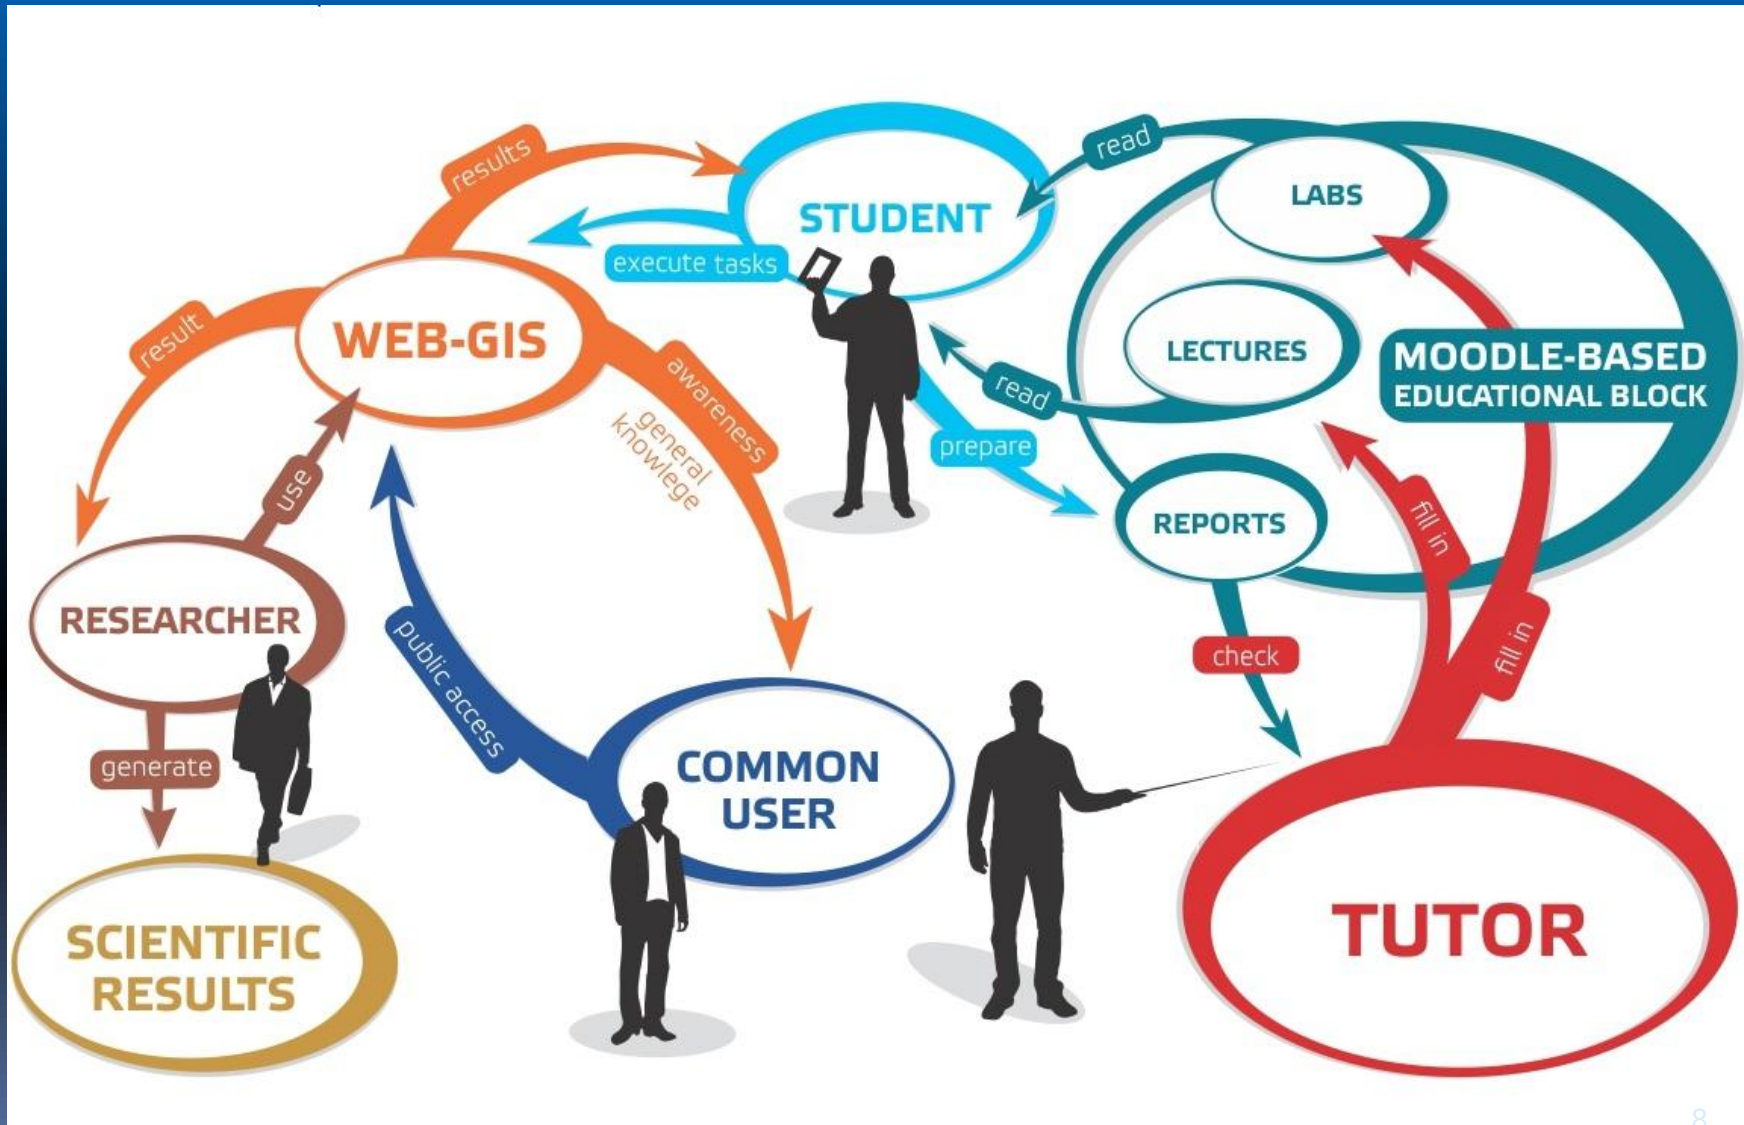 results
read
LABS
STUDENT
execute tasks
result
WEB-GIS
awareness
general
knowlege
LECTURES
MOODLE-BASED
EDUCATIONAL BLOCK
read
prepare
use
REPORTS
fill in
RESEARCHER
public access
check
fill in
generate
COMMON
USER
SCIENTIFIC
RESULTS
TUTOR
8